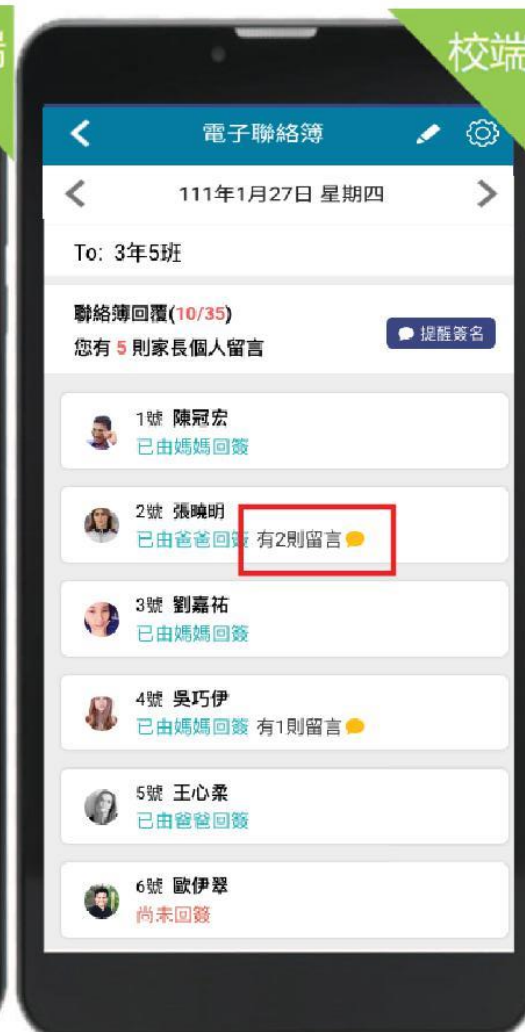 校端
電子聯絡簿
111年1月27日 星期四
To: 3年5班
聯絡簿回覆(10/35)
您有 5 則家長個人留言
提醒簽名
1號 陳冠宏
已由媽媽回簽
2號 張曉明
已由爸爸回簽 有2則留言
3號 劉嘉祐
已由媽媽回簽
4號 吳巧伊
已由媽媽回簽 有1則留言
5號 王心柔
已由爸爸回簽
6號 歐伊翠
尚未回簽